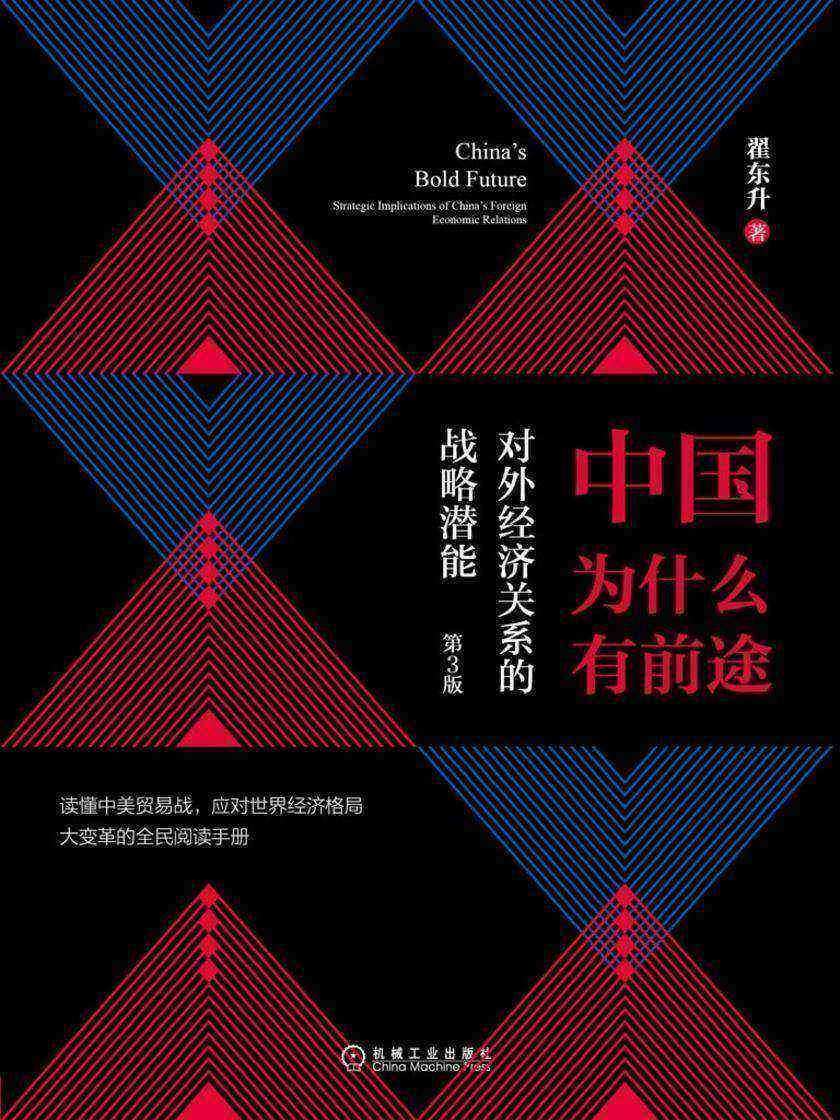 China's
Bold Future
Strategic Implications of China's Foreign
Economic Relations
翟东升
著
中国
为什么
有前途
对外经济关系的
战略潜能
第3版
读懂中美贸易战，应对世界经济格局
大变革的全民阅读手册
机械工业出版社
China Machine Press